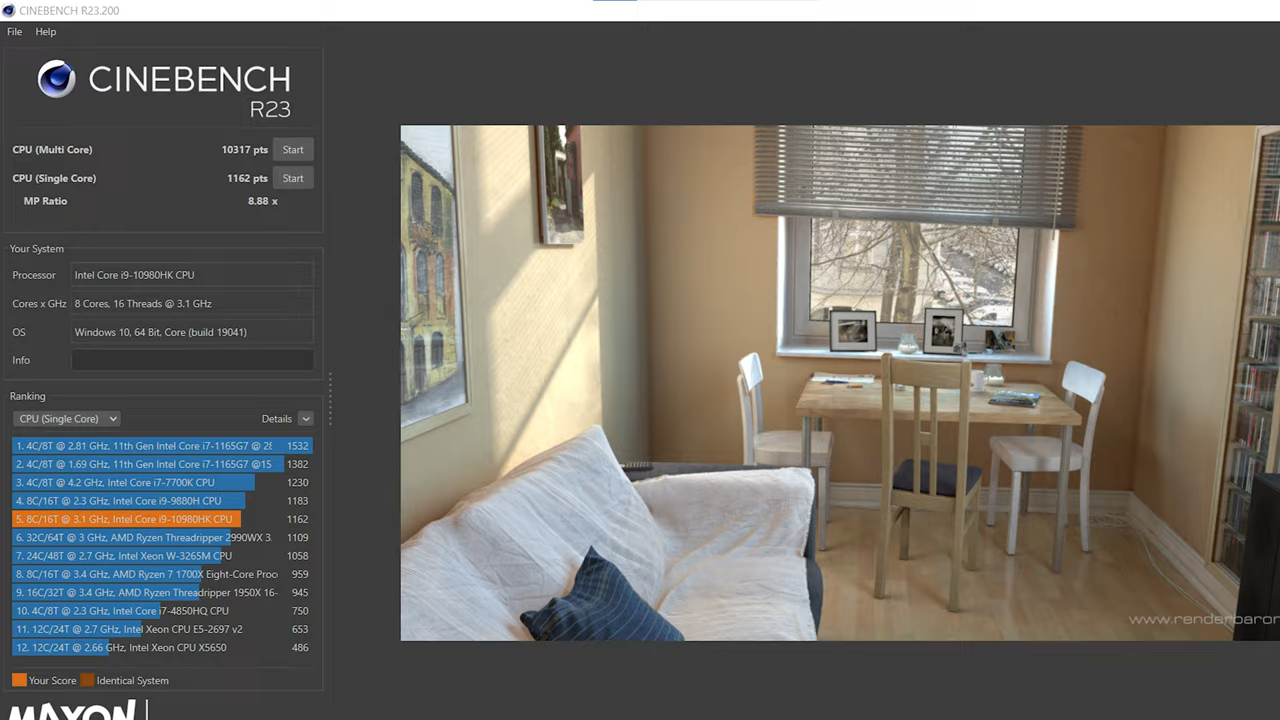 CINEBENCH R23.200
File Help
CINEBENCH
R23
CPU (Multi Core) 10317 pts Start
CPU (Single Core) 1162 pts Start
MP Ratio 8.88 x
Your System
Processor Intel Core i9-10980HK CPU
Cores x GHz 8 Cores, 16 Threads @ 3.1 GHz
OS Windows 10, 64 Bit, Core (build 19041)
Info
Ranking
CPU (Single Core) Details
1. 4C/8T @ 2.81 GHz, 11th Gen Intel Core i7-1165G7 @ 28 1532
2. 4C/8T @ 1.69 GHz, 11th Gen Intel Core i7-1165G7 @15 1382
3. 4C/8T @ 4.2 GHz, Intel Core i7-7700K CPU 1230
4. 8C/16T @ 2.3 GHz, Intel Core i9-9880H CPU 1183
5. 8C/16T @ 3.1 GHz, Intel Core i9-10980HK CPU 1162
6. 32C/64T @ 3 GHz, AMD Ryzen Threadripper 2990WX 3. 1109
7. 24C/48T @ 2.7 GHz, Intel Xeon W-3265M CPU 1058
8. 8C/16T @ 3.4 GHz, AMD Ryzen 7 1700X Eight-Core Proc 959
9. 16C/32T @ 3.4 GHz, AMD Ryzen Threadripper 1950X 16- 945
10. 4C/8T @ 2.3 GHz, Intel Core i7-4850HQ CPU 750
11. 12C/24T @ 2.7 GHz, Intel Xeon CPU E5-2697 v2 653
12. 12C/24T @ 2.66 GHz, Intel Xeon CPU X5650 486
Your Score Identical System
MAXON
www.renderbaron